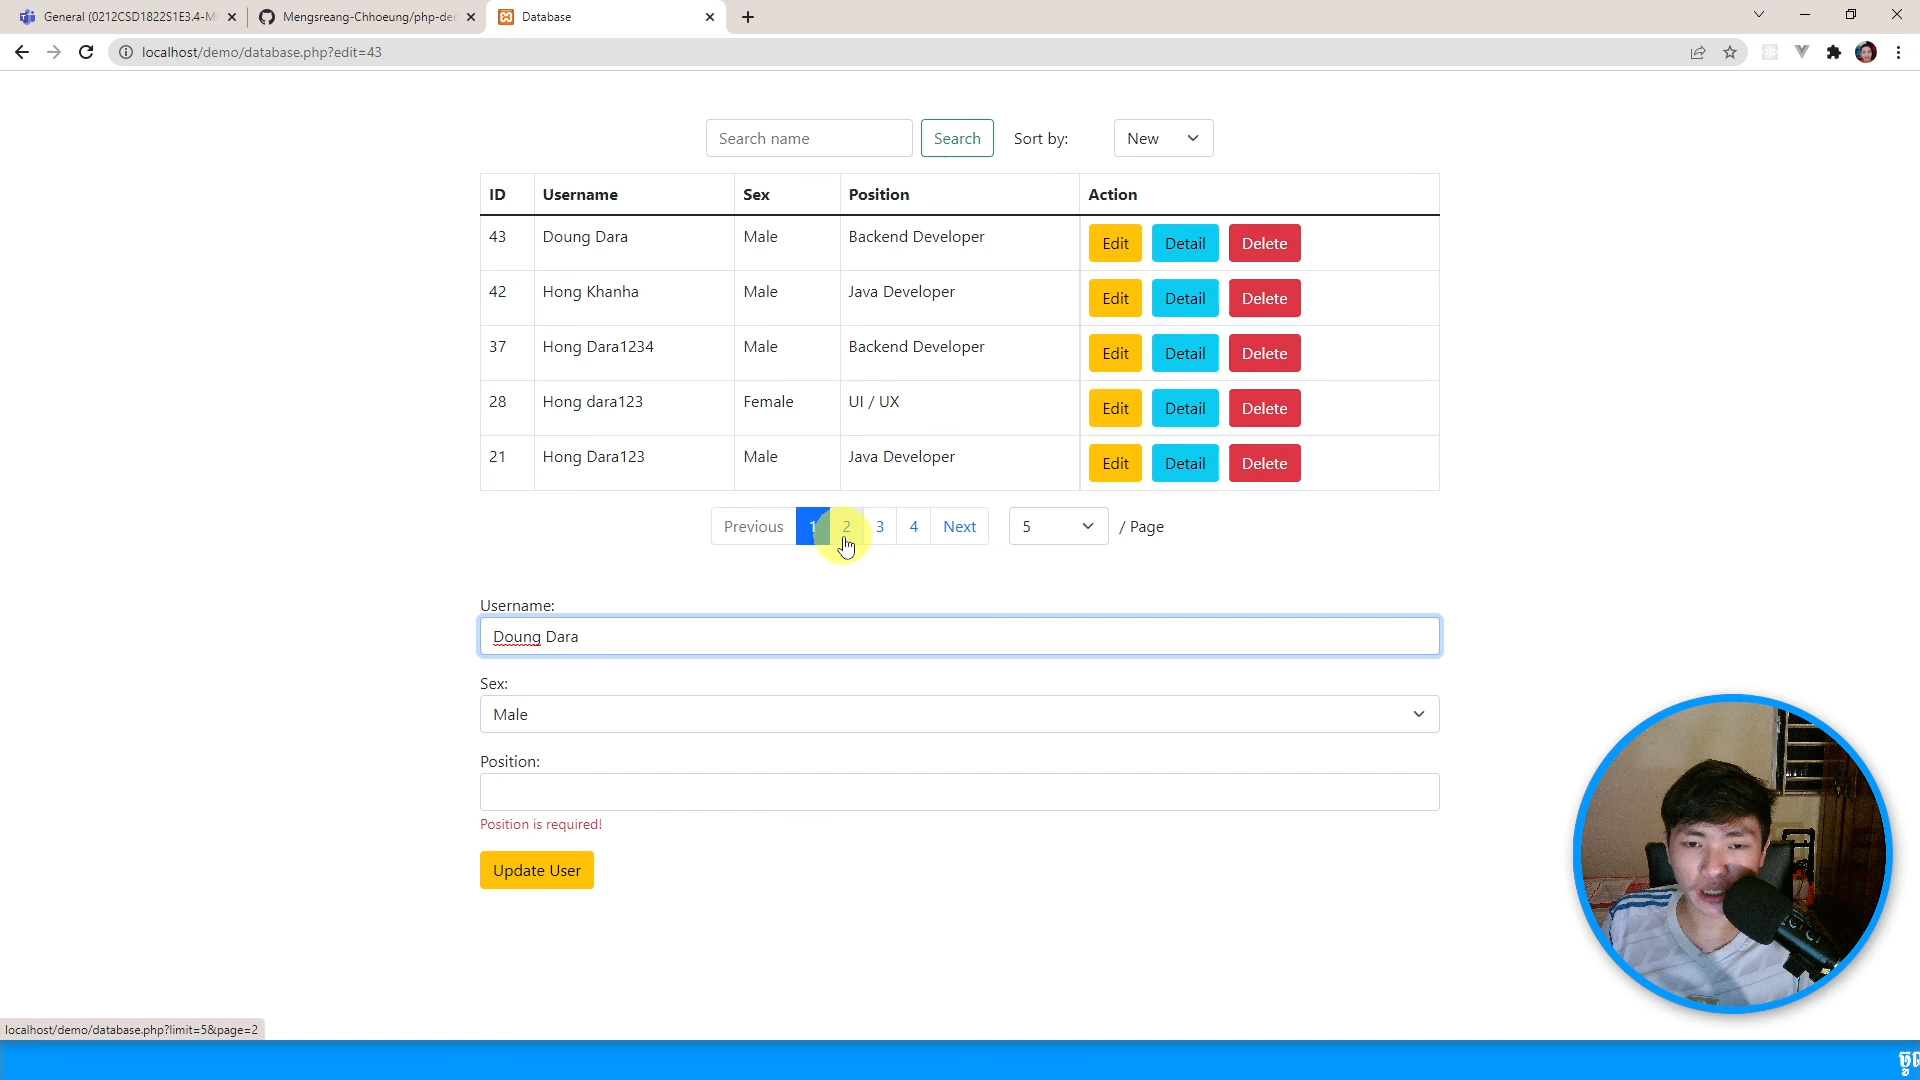 General (0212CSD1822S1E3.4-M
Mengsreang-Chhoeung/php-de
Database
localhost/demo/database.php?edit=43
Search name
Search
Sort by:
New
ID Username Sex Position Action
43 Doung Dara Male Backend Developer Edit Detail Delete
42 Hong Khanha Male Java Developer Edit Detail Delete
37 Hong Dara1234 Male Backend Developer Edit Detail Delete
28 Hong dara123 Female UI / UX Edit Detail Delete
21 Hong Dara123 Male Java Developer Edit Detail Delete
Previous 1 2 3 4 Next 5 / Page
Username:
Doung Dara
Sex:
Male
Position:
Position is required!
Update User
localhost/demo/database.php?limit=5&page=2